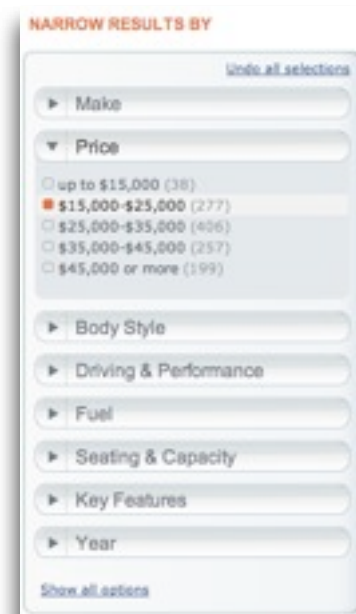 NARROW RESULTS BY
Undo all selections
Make
Price
up to $15,000 (38)
$15,000-$25,000 (277)
$25,000-$35,000 (406)
$35,000-$45,000 (257)
$45,000 or more (199)
Body Style
Driving & Performance
Fuel
Seating & Capacity
Key Features
Year
Show all options